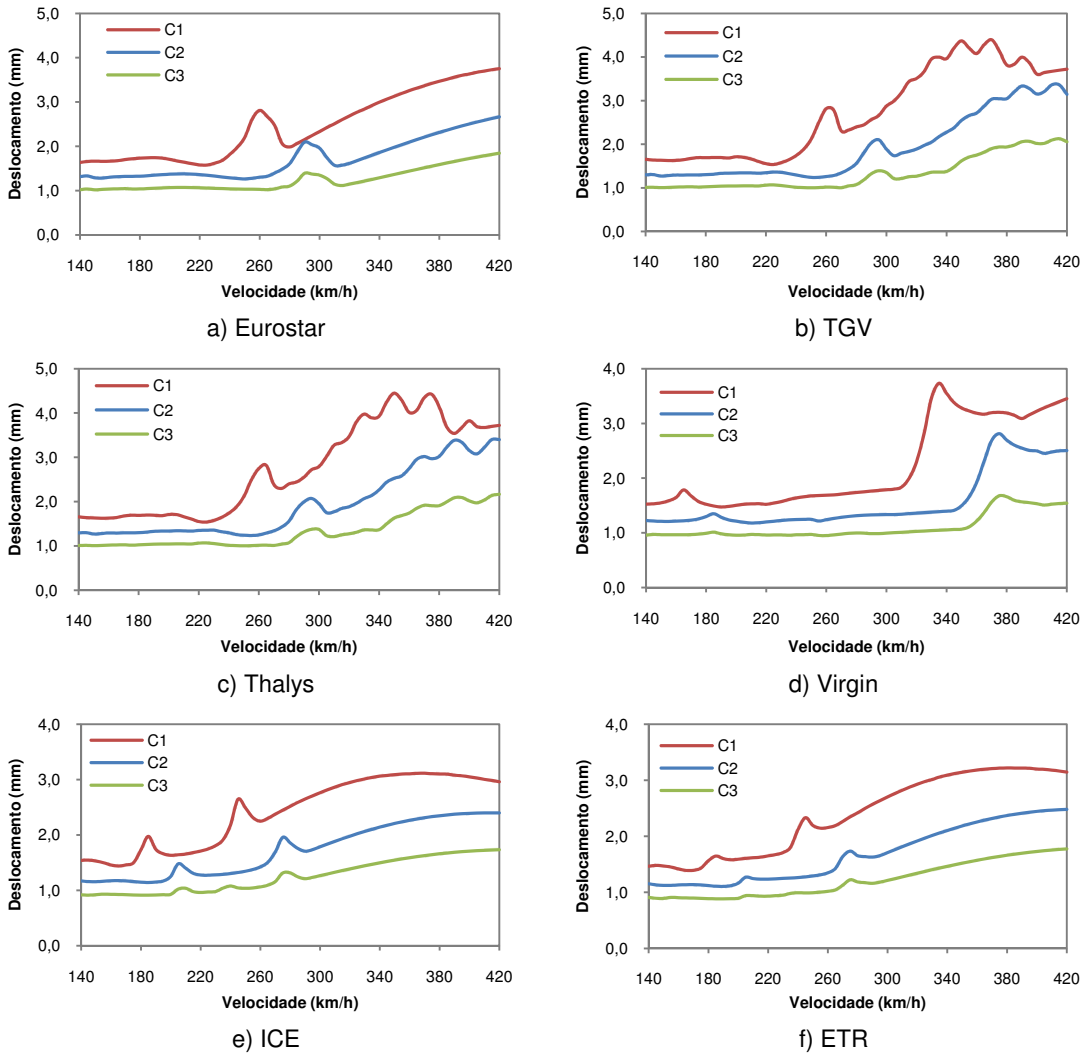 5,0
4,0
3,0
2,0
1,0
0,0
Deslocamento (mm)
C1
C2
C3
140 180 220 260 300 340 380 420
Velocidade (km/h)
a) Eurostar
5,0
4,0
3,0
2,0
1,0
0,0
Deslocamento (mm)
C1
C2
C3
140 180 220 260 300 340 380 420
Velocidade (km/h)
b) TGV
5,0
4,0
3,0
2,0
1,0
0,0
Deslocamento (mm)
C1
C2
C3
140 180 220 260 300 340 380 420
Velocidade (km/h)
c) Thalys
4,0
3,0
2,0
1,0
0,0
Deslocamento (mm)
C1
C2
C3
140 180 220 260 300 340 380 420
Velocidade (km/h)
d) Virgin
4,0
3,0
2,0
1,0
0,0
Deslocamento (mm)
C1
C2
C3
140 180 220 260 300 340 380 420
Velocidade (km/h)
e) ICE
4,0
3,0
2,0
1,0
0,0
Deslocamento (mm)
C1
C2
C3
140 180 220 260 300 340 380 420
Velocidade (km/h)
f) ETR